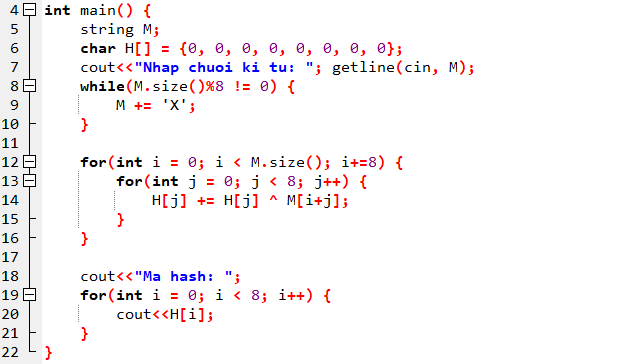 4 int main() {
5 string M;
6 char H[] = {0, 0, 0, 0, 0, 0, 0, 0};
7 cout<<"Nhap chuoi ki tu: "; getline(cin, M);
8 while(M.size()%8 != 0) {
9 M += 'X';
10 }
11
12 for(int i = 0; i < M.size(); i+=8) {
13 for(int j = 0; j < 8; j++) {
14 H[j] += H[j] ^ M[i+j];
15 }
16 }
17
18 cout<<"Ma hash: ";
19 for(int i = 0; i < 8; i++) {
20 cout<<H[i];
21 }
22 }